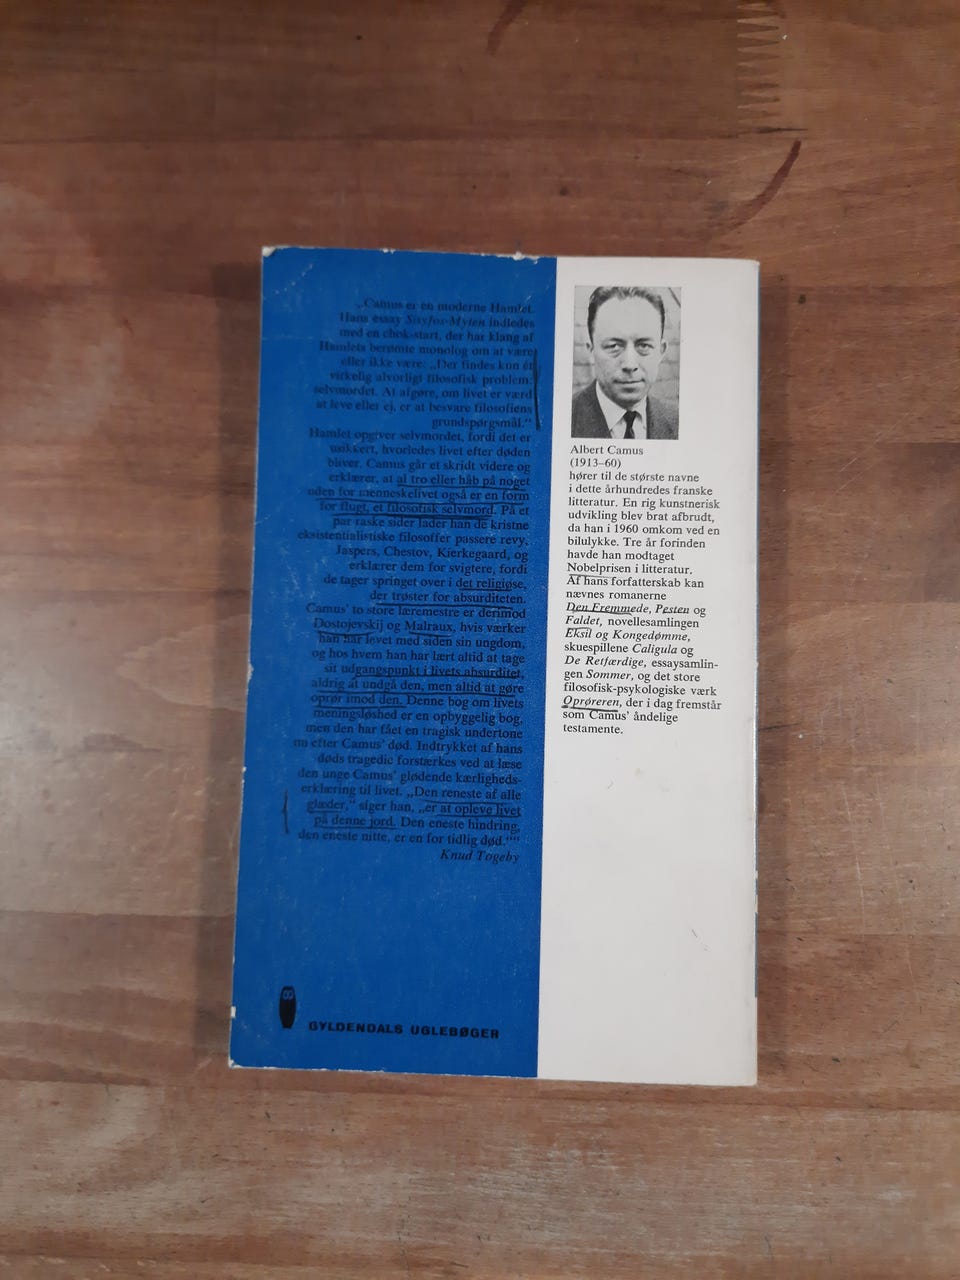 „Camus er en moderne Hamlet.
Hans essay Sisyfos-Myten indledes
med en chok-start, der har klang af
Hamlets berømte monolog om at være
eller ikke være: „Der findes kun ét
virkelig alvorligt filosofisk problem:
selvmordet. At afgøre, om livet er værd
at leve eller ej, er at besvare filosofiens
grundspørgsmål.“
Hamlet opgiver selvmordet, fordi det er
usikkert, hvorledes livet efter døden
bliver. Camus går et skridt videre og
erklærer, at al tro eller håb på noget
uden for menneskelivet også er en form
for flugt, et filosofisk selvmord. På et
par raske sider lader han de kristne
eksistentialistiske filosoffer passere revy,
Jaspers, Chestov, Kierkegaard, og
erklærer dem for svigtere, fordi
de tager springet over i det religiøse,
der trøster for absurditeten.
Camus' to store læremestre er derimod
Dostojevskij og Malraux, hvis værker
han har levet med siden sin ungdom,
og hos hvem han har lært altid at tage
sit udgangspunkt i livets absurditet,
aldrig at undgå den, men altid at gøre
oprør imod den. Denne bog om livets
meningsløshed er en opbyggelig bog,
men den har fået en tragisk undertone
nu efter Camus' død. Indtrykket af hans
døds tragedie forstærkes ved at læse
den unge Camus' glødende kærligheds-
erklæring til livet. „Den reneste af alle
glæder,“ siger han, „er at opleve livet
på denne jord. Den eneste hindring,
den eneste nitte, er en for tidlig død.““
Knud Togeby
GYLDENDALS UGLEBØGER
Albert Camus
(1913–60)
hører til de største navne
i dette århundredes franske
litteratur. En rig kunstnerisk
udvikling blev brat afbrudt,
da han i 1960 omkom ved en
bilulykke. Tre år forinden
havde han modtaget
Nobelprisen i litteratur.
Af hans forfatterskab kan
nævnes romanerne
Den Fremmede, Pesten og
Faldet, novellesamlingen
Eksil og Kongedømme,
skuespillene Caligula og
De Retfærdige, essaysamlin-
gen Sommer, og det store
filosofisk-psykologiske værk
Oprøreren, der i dag fremstår
som Camus' åndelige
testamente.